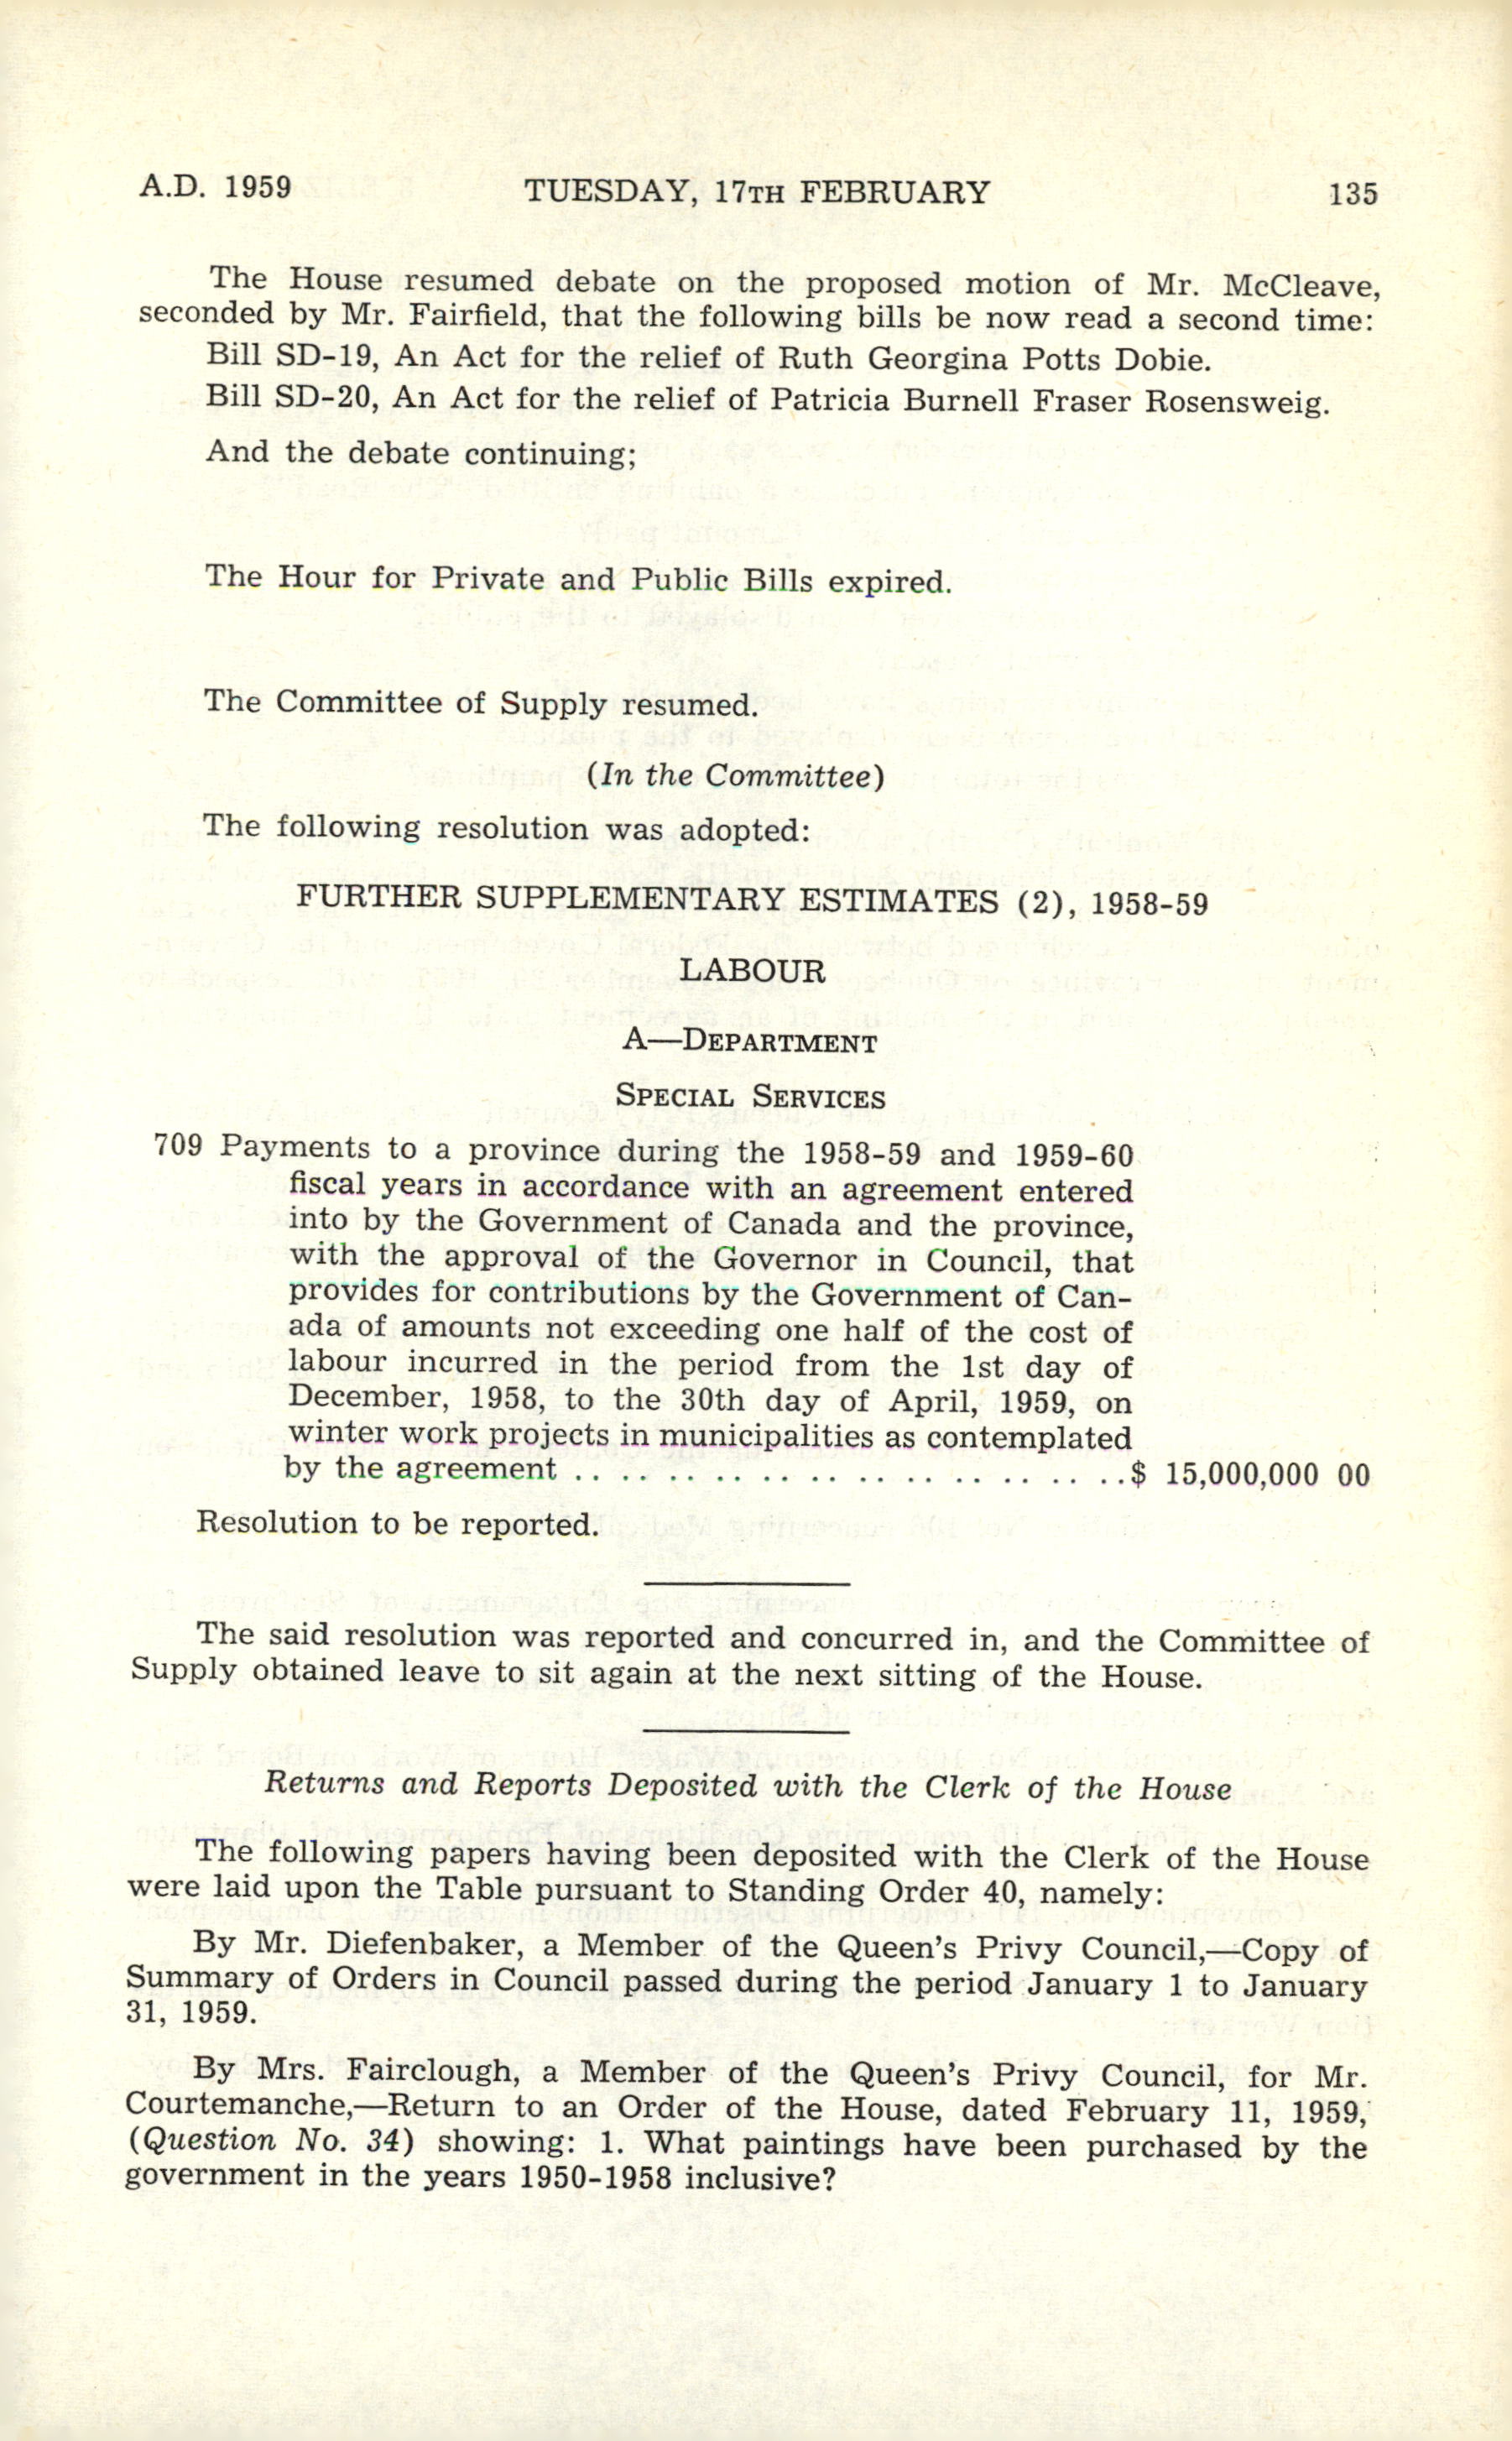 A.D. 1959 TUESDAY, 17TH FEBRUARY 135
The House resumed debate on the proposed motion of Mr. McCleave,
seconded by Mr. Fairfield, that the following bills be now read a second time:
Bill SD-19, An Act for the relief of Ruth Georgina Potts Dobie.
Bill SD-20, An Act for the relief of Patricia Burnell Fraser Rosensweig.
And the debate continuing;
The Hour for Private and Public Bills expired.
The Committee of Supply resumed.
(In the Committee)
The following resolution was adopted:
FURTHER SUPPLEMENTARY ESTIMATES (2), 1958-59
LABOUR
A—DEPARTMENT
SPECIAL SERVICES
709 Payments to a province during the 1958-59 and 1959-60
fiscal years in accordance with an agreement entered
into by the Government of Canada and the province,
with the approval of the Governor in Council, that
provides for contributions by the Government of Can-
ada of amounts not exceeding one half of the cost of
labour incurred in the period from the 1st day of
December, 1958, to the 30th day of April, 1959, on
winter work projects in municipalities as contemplated
by the agreement . . . . . . . . . . . . . . . . . . . . . . . . $ 15,000,000 00
Resolution to be reported.
The said resolution was reported and concurred in, and the Committee of
Supply obtained leave to sit again at the next sitting of the House.
Returns and Reports Deposited with the Clerk of the House
The following papers having been deposited with the Clerk of the House
were laid upon the Table pursuant to Standing Order 40, namely:
By Mr. Diefenbaker, a Member of the Queen's Privy Council,—Copy of
Summary of Orders in Council passed during the period January 1 to January
31, 1959.
By Mrs. Fairclough, a Member of the Queen's Privy Council, for Mr.
Courtemanche,—Return to an Order of the House, dated February 11, 1959,
(Question No. 34) showing: 1. What paintings have been purchased by the
government in the years 1950-1958 inclusive?